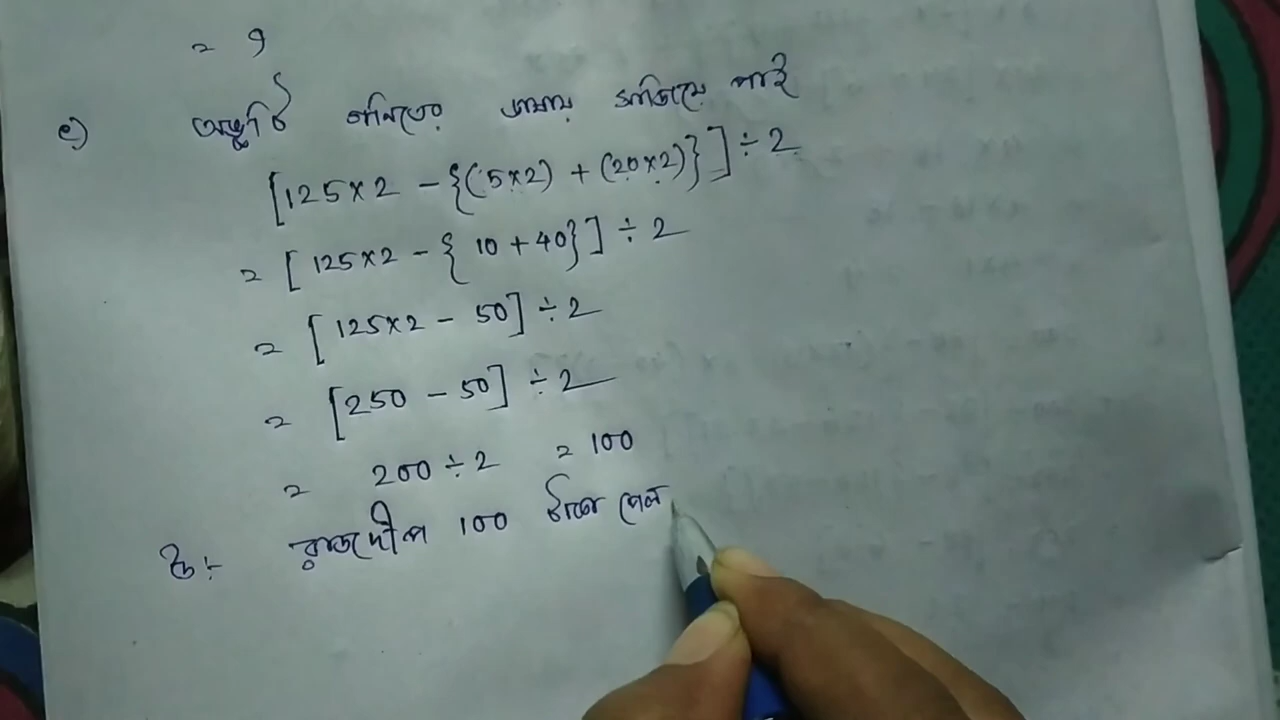 = 9
e) অঙ্কটি গনিতের ভাষায় সাজিয়ে পাই
[125×2 - {(5×2) + (20×2)}] ÷ 2
= [125×2 - {10 + 40}] ÷ 2
= [125×2 - 50] ÷ 2
= [250 - 50] ÷ 2
= 200 ÷ 2 = 100
উঃ রাজদীপ 100 টাকা পেল